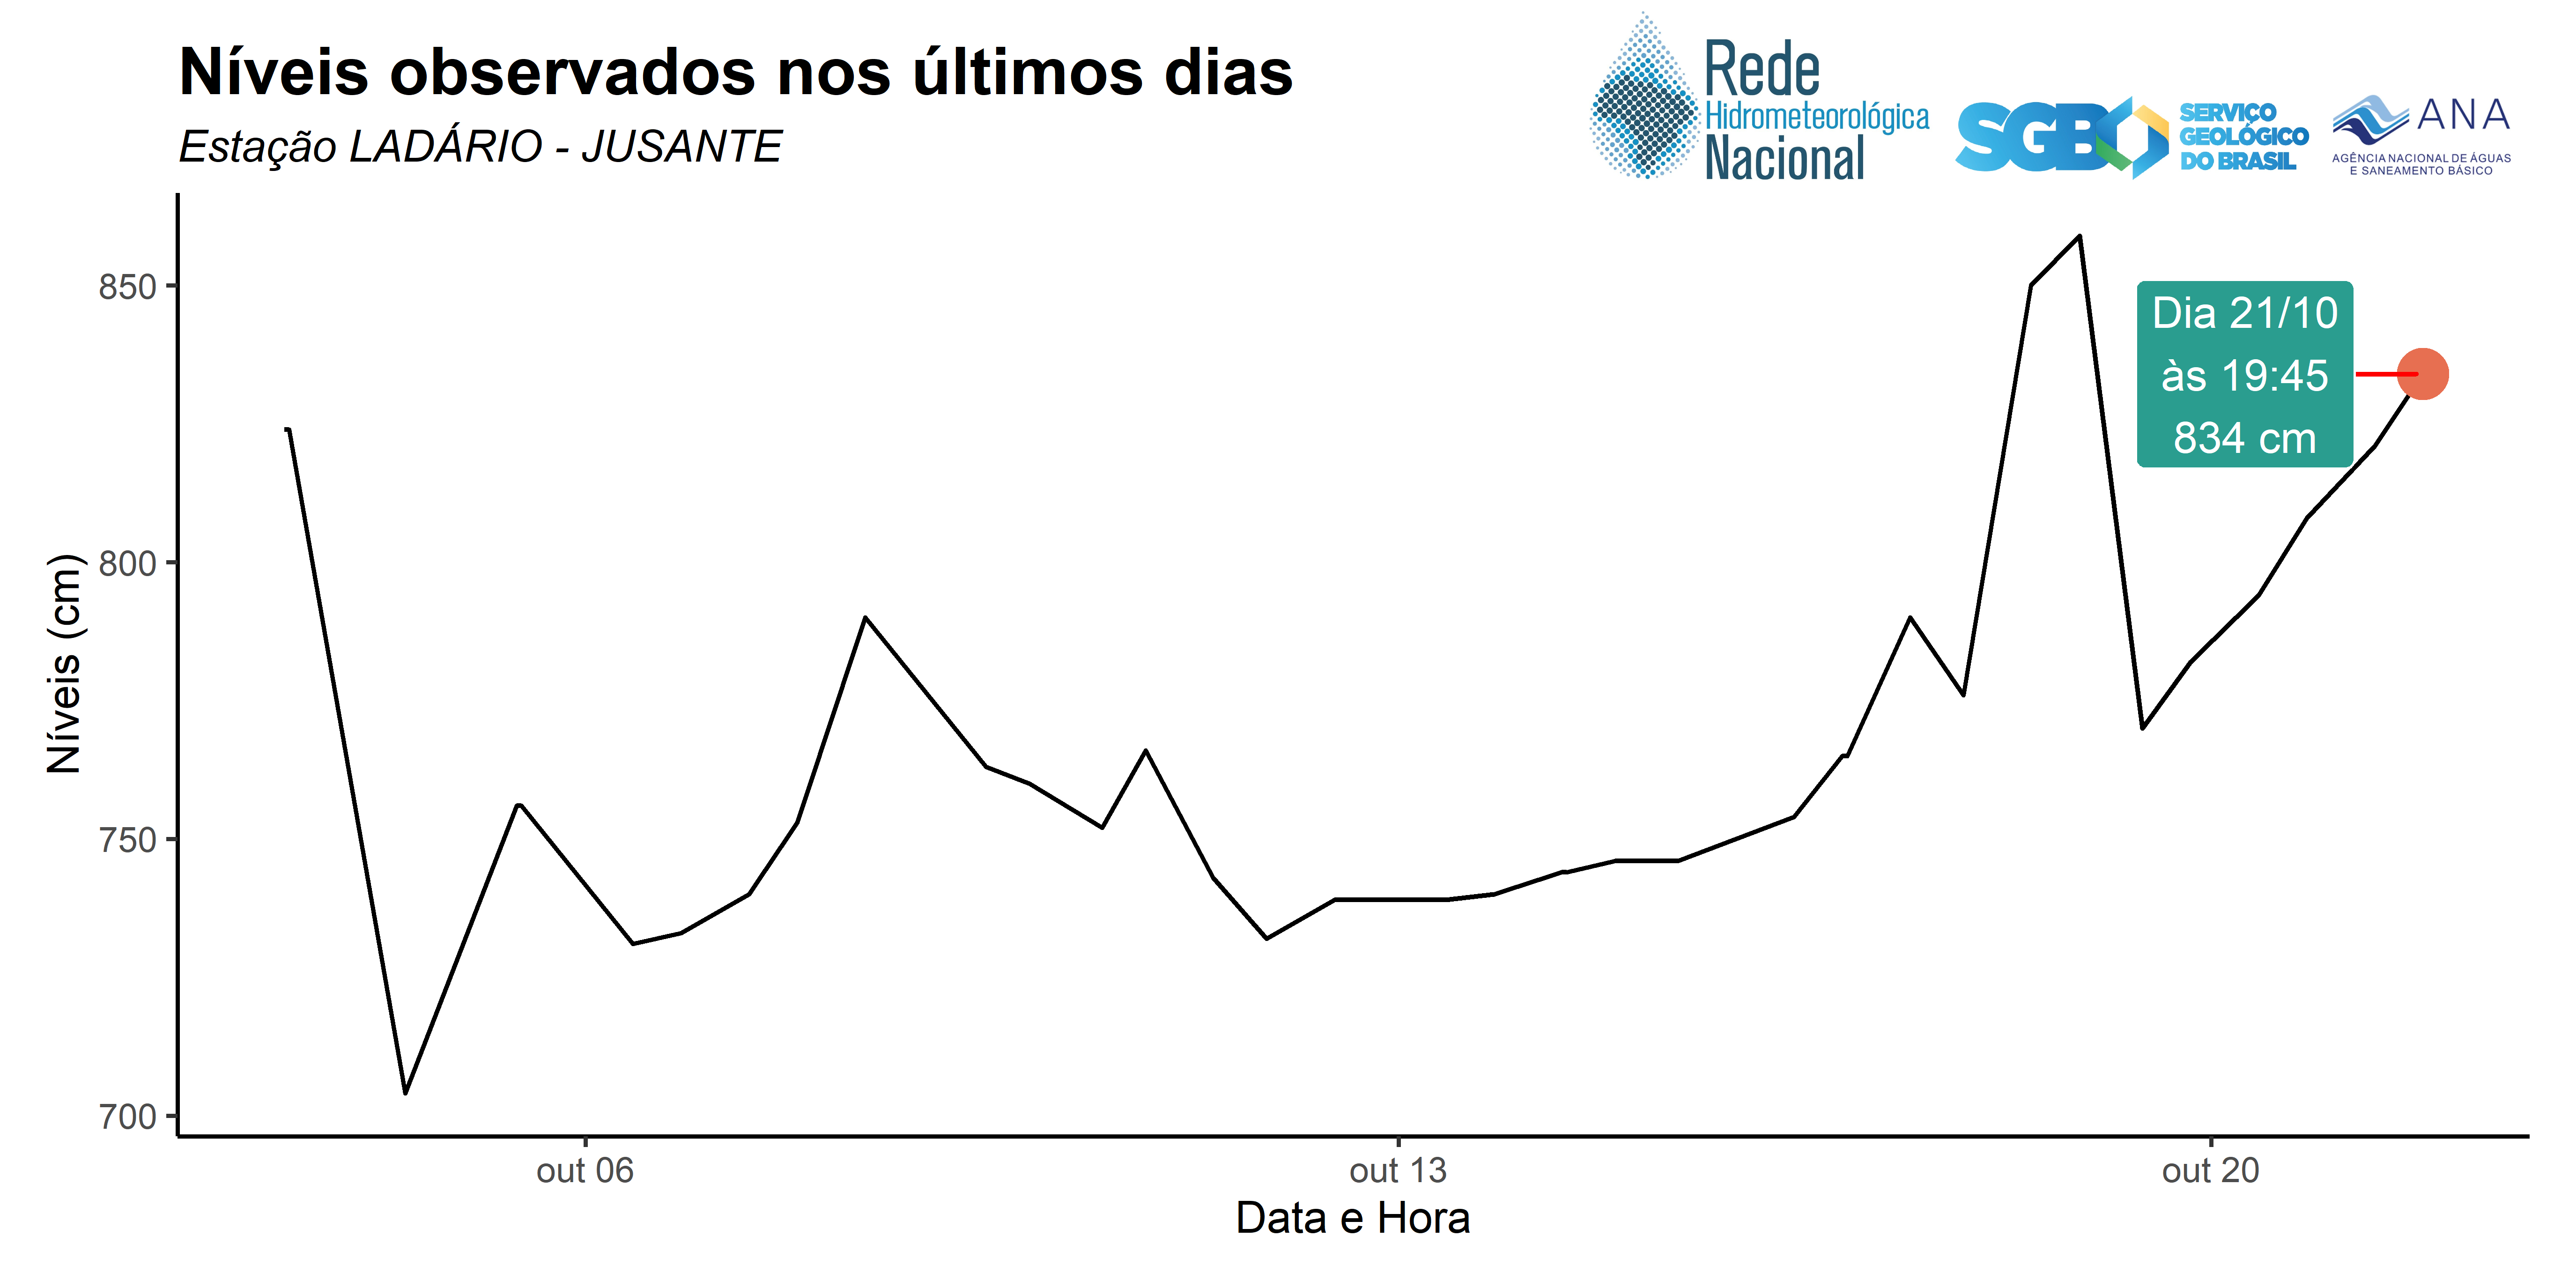 Níveis observados nos últimos dias
Estação LADÁRIO - JUSANTE
Rede
Hidrometeorológica
Nacional
SGB
SERVIÇO
GEOLÓGICO
DO BRASIL
ANA
AGÊNCIA NACIONAL DE ÁGUAS
E SANEAMENTO BÁSICO
Níveis (cm)
850
800
750
700
Dia 21/10
às 19:45
834 cm
out 06
out 13
out 20
Data e Hora